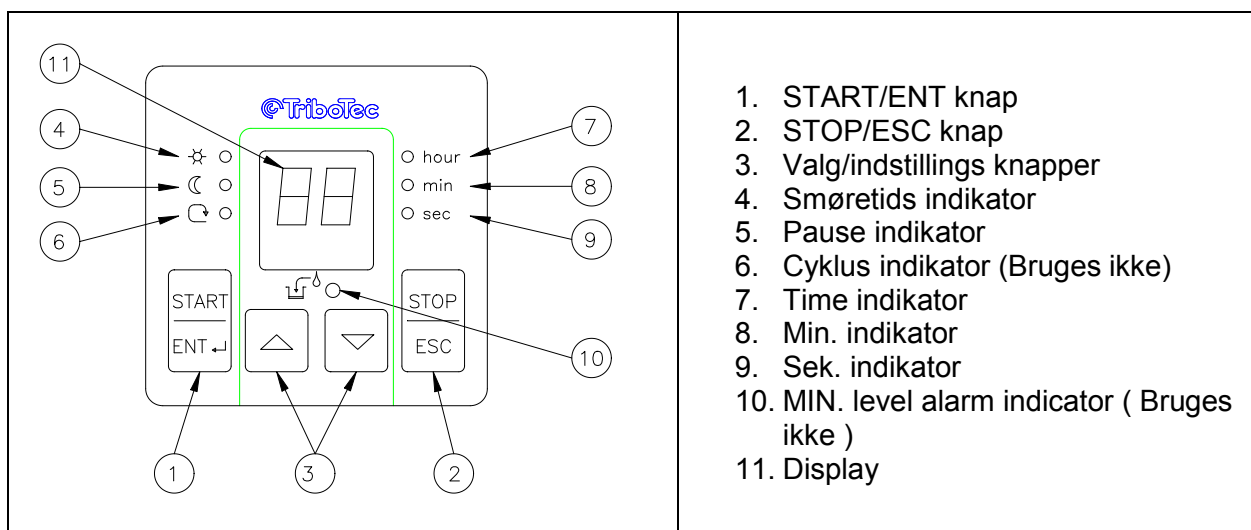 11
TriboTec
4
7
hour
5
min
8
6
sec
9
START
ENT
STOP
ESC
10
1
3
2
1. START/ENT knap
2. STOP/ESC knap
3. Valg/indstillings knapper
4. Smøretids indikator
5. Pause indikator
6. Cyklus indikator (Bruges ikke)
7. Time indikator
8. Min. indikator
9. Sek. indikator
10. MIN. level alarm indicator ( Bruges
ikke )
11. Display